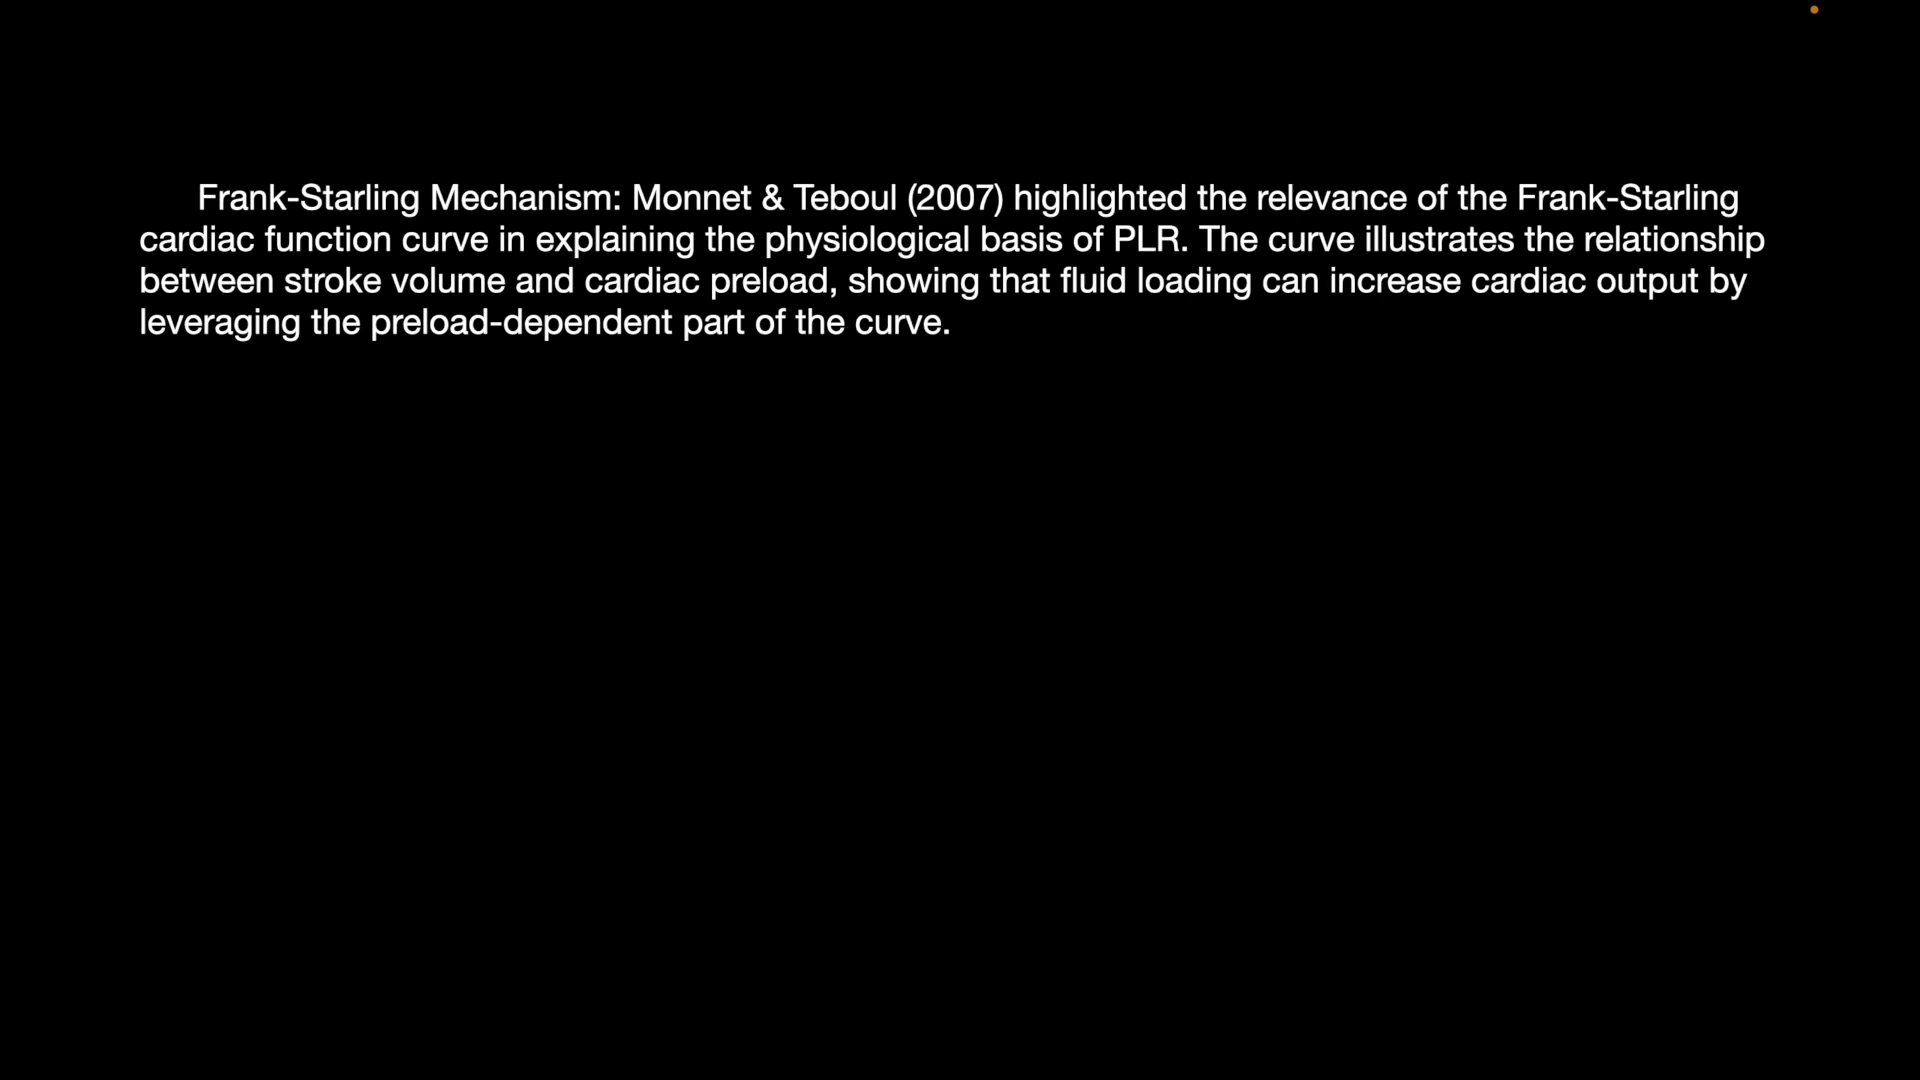 Frank-Starling Mechanism: Monnet & Teboul (2007) highlighted the relevance of the Frank-Starling
cardiac function curve in explaining the physiological basis of PLR. The curve illustrates the relationship
between stroke volume and cardiac preload, showing that fluid loading can increase cardiac output by
leveraging the preload-dependent part of the curve.